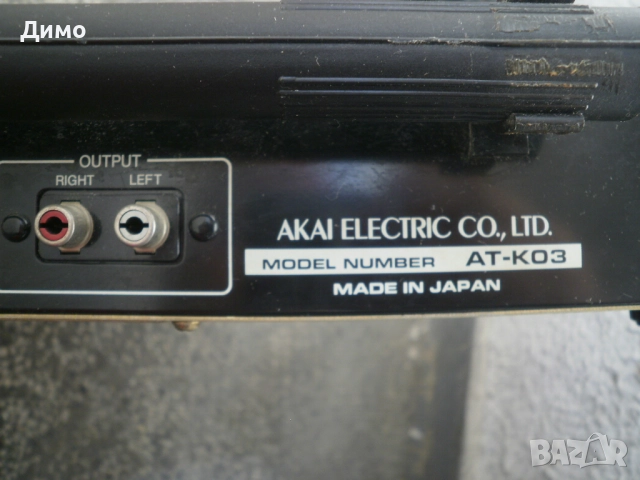 Димо
OUTPUT
RIGHT LEFT
AKAI ELECTRIC CO., LTD.
MODEL NUMBER AT-K03
MADE IN JAPAN
BAZAR